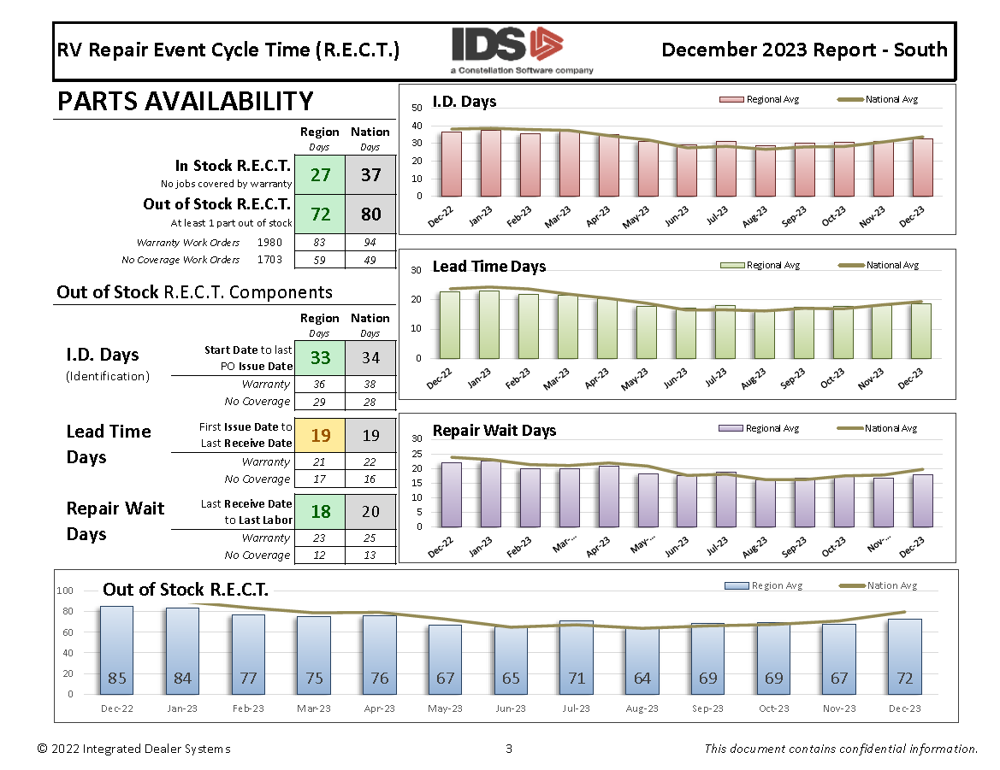 RV Repair Event Cycle Time (R.E.C.T.)
IDS
a Constellation Software company
December 2023 Report - South
PARTS AVAILABILITY
Region Nation
Days Days
In Stock R.E.C.T. 27 37
No jobs covered by warranty
Out of Stock R.E.C.T. 72 80
At least 1 part out of stock
Warranty Work Orders 1980 83 94
No Coverage Work Orders 1703 59 49
Out of Stock R.E.C.T. Components
Region Nation
Days Days
I.D. Days
(Identification)
Start Date to last
PO Issue Date
33 34
Warranty 36 38
No Coverage 29 28
Lead Time
Days
First Issue Date to
Last Receive Date
19 19
Warranty 21 22
No Coverage 17 16
Repair Wait
Days
Last Receive Date
to Last Labor
18 20
Warranty 23 25
No Coverage 12 13
I.D. Days
Regional Avg National Avg
50
40
30
20
10
0
Dec-22 Jan-23 Feb-23 Mar-23 Apr-23 May-23 Jun-23 Jul-23 Aug-23 Sep-23 Oct-23 Nov-23 Dec-23
Lead Time Days
Regional Avg National Avg
30
20
10
0
Dec-22 Jan-23 Feb-23 Mar-23 Apr-23 May-23 Jun-23 Jul-23 Aug-23 Sep-23 Oct-23 Nov-23 Dec-23
Repair Wait Days
Regional Avg National Avg
30
25
20
15
10
5
0
Dec-22 Jan-23 Feb-23 Mar-... Apr-23 May-... Jun-23 Jul-23 Aug-23 Sep-23 Oct-23 Nov-... Dec-23
Out of Stock R.E.C.T.
Region Avg Nation Avg
100
80
60
40
20
0
85 84 77 75 76 67 65 71 64 69 69 67 72
Dec-22 Jan-23 Feb-23 Mar-23 Apr-23 May-23 Jun-23 Jul-23 Aug-23 Sep-23 Oct-23 Nov-23 Dec-23
© 2022 Integrated Dealer Systems
3
This document contains confidential information.